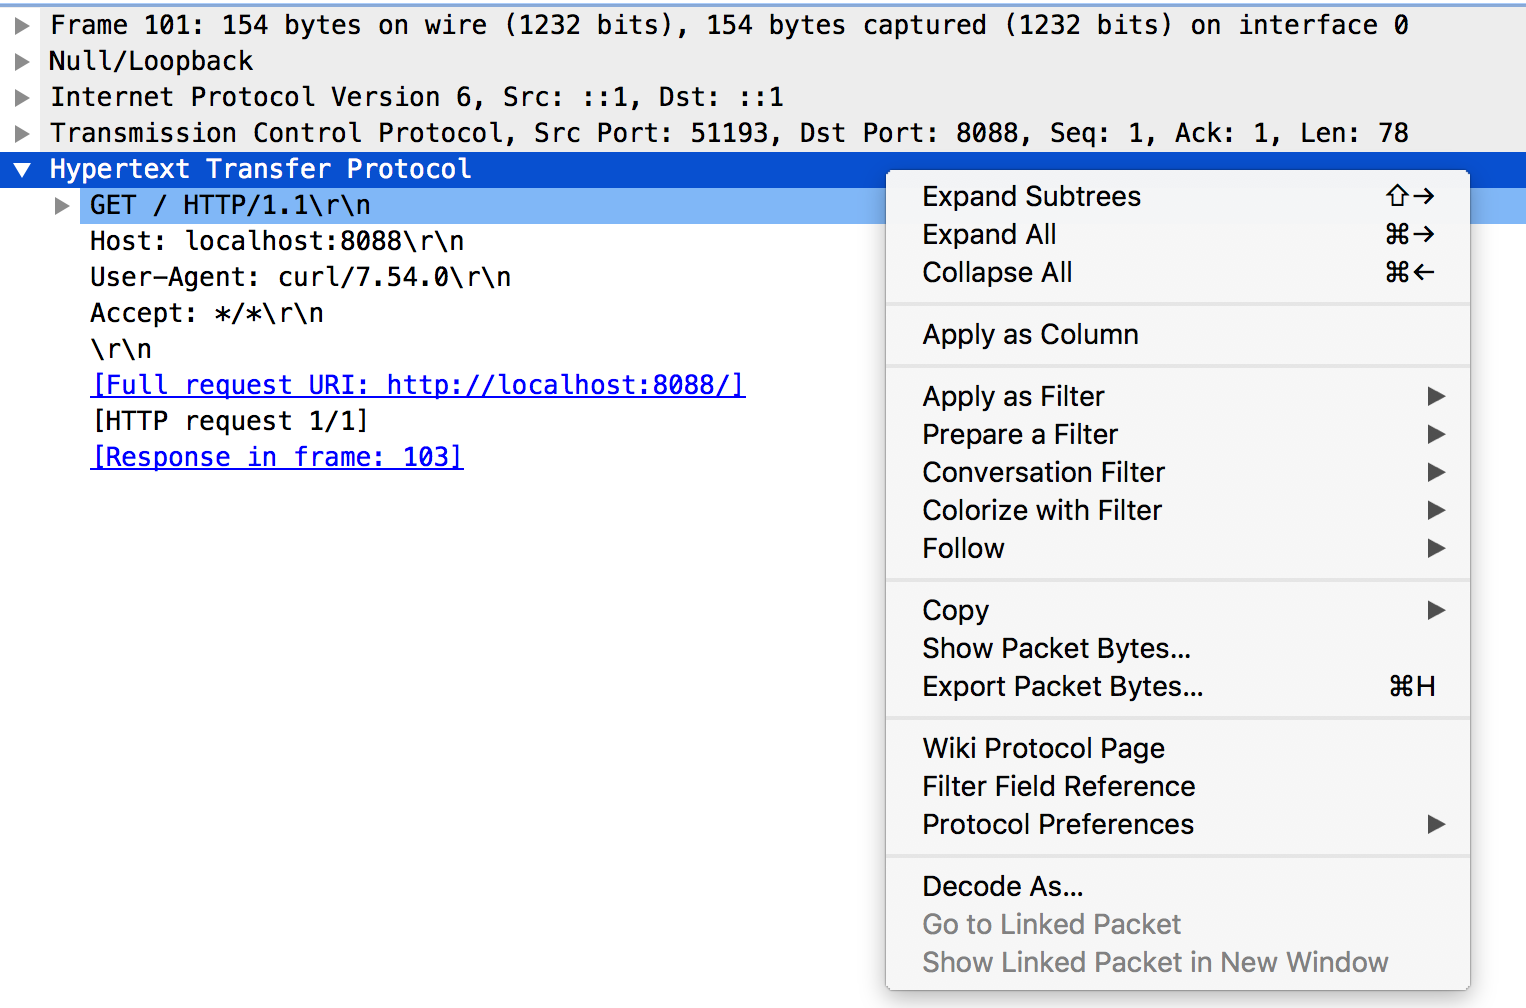 Frame 101: 154 bytes on wire (1232 bits), 154 bytes captured (1232 bits) on interface 0
Null/Loopback
Internet Protocol Version 6, Src: ::1, Dst: ::1
Transmission Control Protocol, Src Port: 51193, Dst Port: 8088, Seq: 1, Ack: 1, Len: 78
Hypertext Transfer Protocol
GET / HTTP/1.1\r\n
Host: localhost:8088\r\n
User-Agent: curl/7.54.0\r\n
Accept: */*\r\n
\r\n
[Full request URI: http://localhost:8088/]
[HTTP request 1/1]
[Response in frame: 103]
Expand Subtrees ⇧→
Expand All ⌘→
Collapse All ⌘←
Apply as Column
Apply as Filter
Prepare a Filter
Conversation Filter
Colorize with Filter
Follow
Copy
Show Packet Bytes...
Export Packet Bytes... ⌘H
Wiki Protocol Page
Filter Field Reference
Protocol Preferences
Decode As...
Go to Linked Packet
Show Linked Packet in New Window